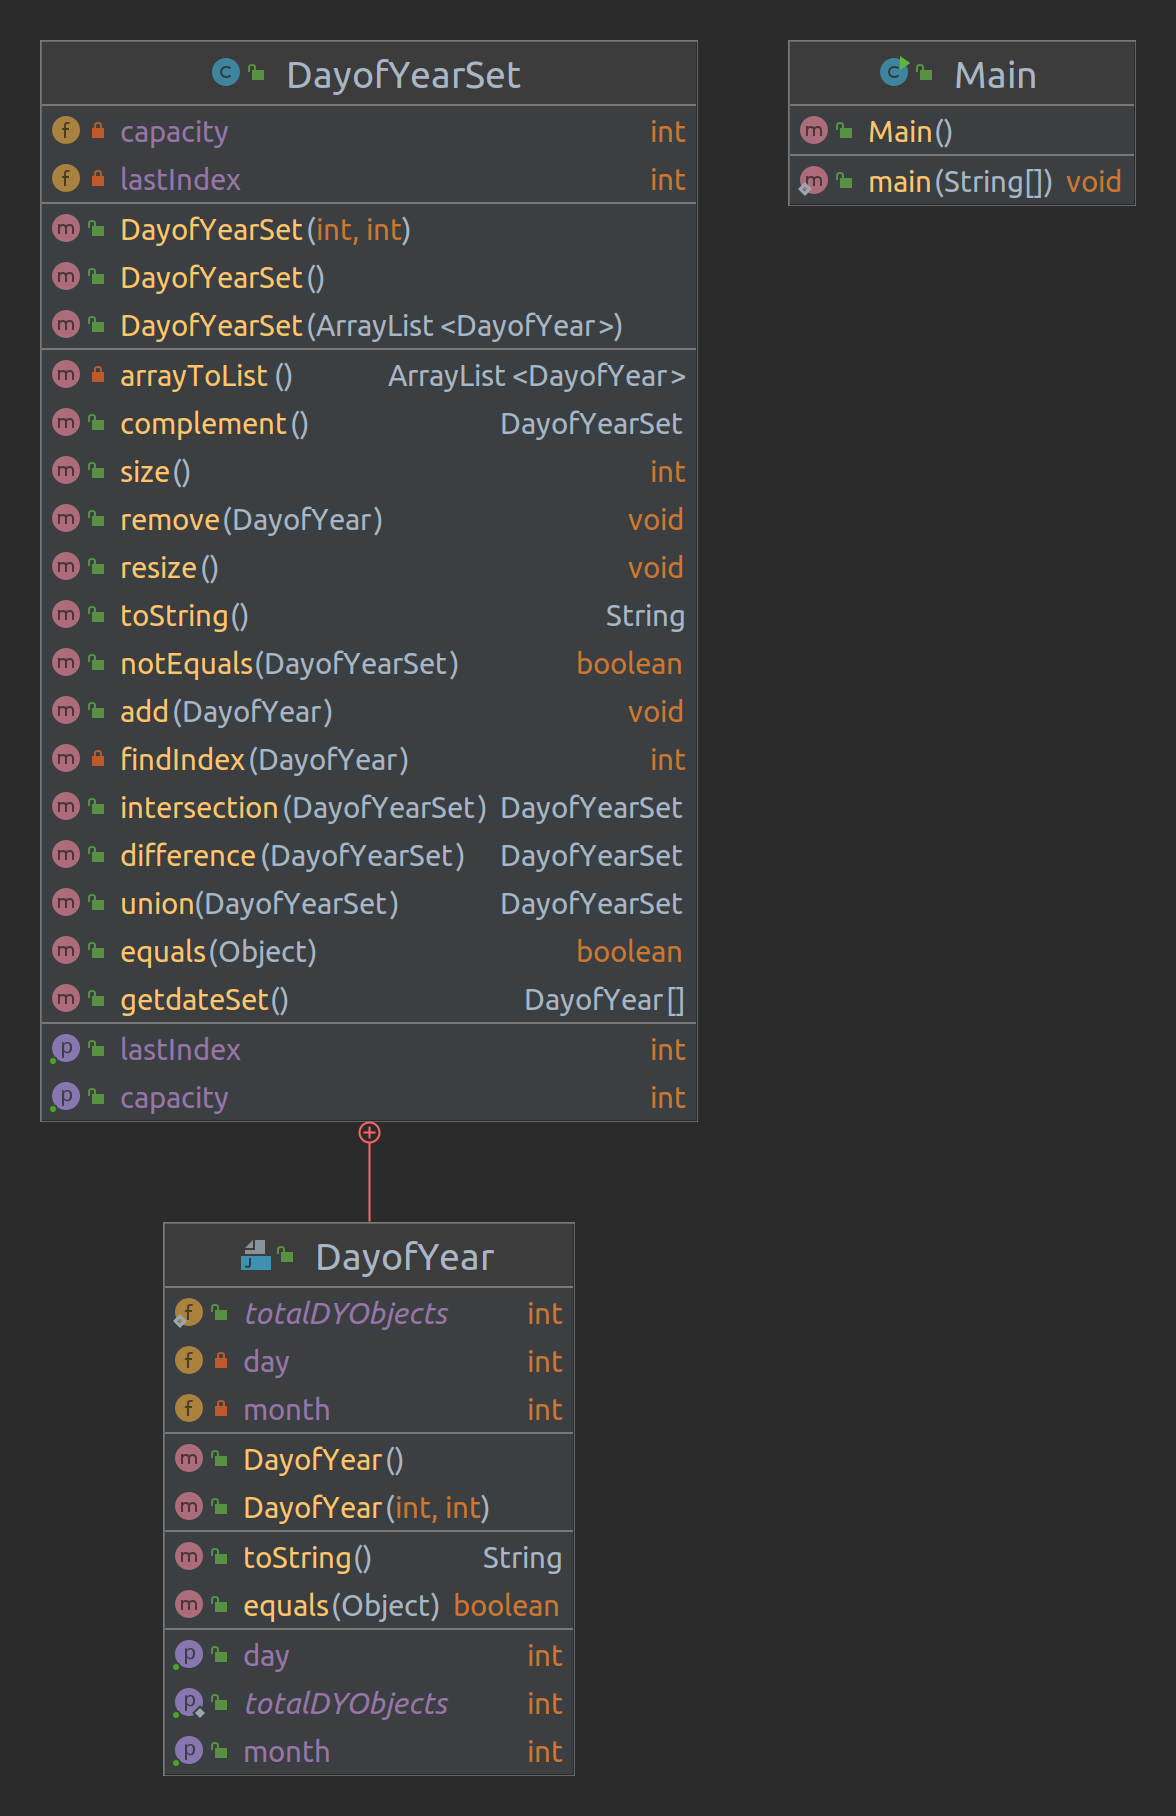 DayofYearSet
capacity int
lastIndex int
DayofYearSet(int, int)
DayofYearSet()
DayofYearSet(ArrayList <DayofYear>)
arrayToList () ArrayList <DayofYear>
complement() DayofYearSet
size() int
remove(DayofYear) void
resize() void
toString() String
notEquals(DayofYearSet) boolean
add(DayofYear) void
findIndex(DayofYear) int
intersection(DayofYearSet) DayofYearSet
difference(DayofYearSet) DayofYearSet
union(DayofYearSet) DayofYearSet
equals(Object) boolean
getdateSet() DayofYear[]
lastIndex int
capacity int
Main
Main()
main(String[]) void
DayofYear
totalDYObjects int
day int
month int
DayofYear()
DayofYear(int, int)
toString() String
equals(Object) boolean
day int
totalDYObjects int
month int